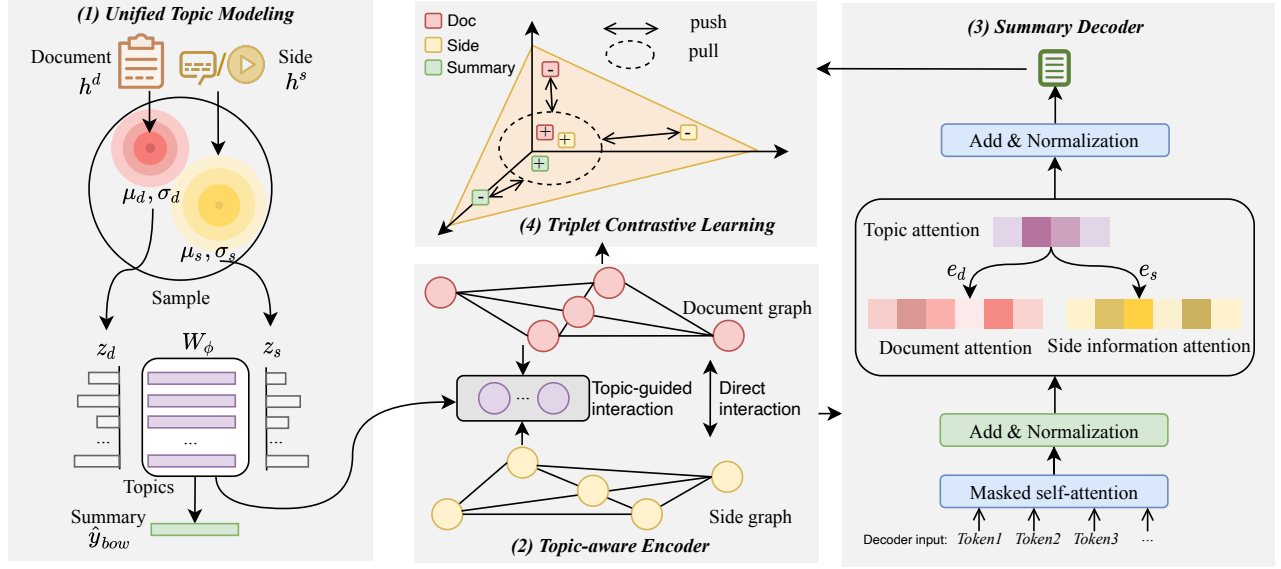 (1) Unified Topic Modeling
Document
h^d
/
Side
h^s
μ_d, σ_d
μ_s, σ_s
Sample
z_d
W_ϕ
z_s
...
...
...
Topics
Summary
ŷ_bow
Doc
Side
Summary
push
pull
-
+
+
-
+
-
(4) Triplet Contrastive Learning
Document graph
Topic-guided
interaction
...
Direct
interaction
Side graph
(2) Topic-aware Encoder
(3) Summary Decoder
Add & Normalization
Topic attention
e_d
e_s
Document attention
Side information attention
Add & Normalization
Masked self-attention
Decoder input: Token1 Token2 Token3 ...